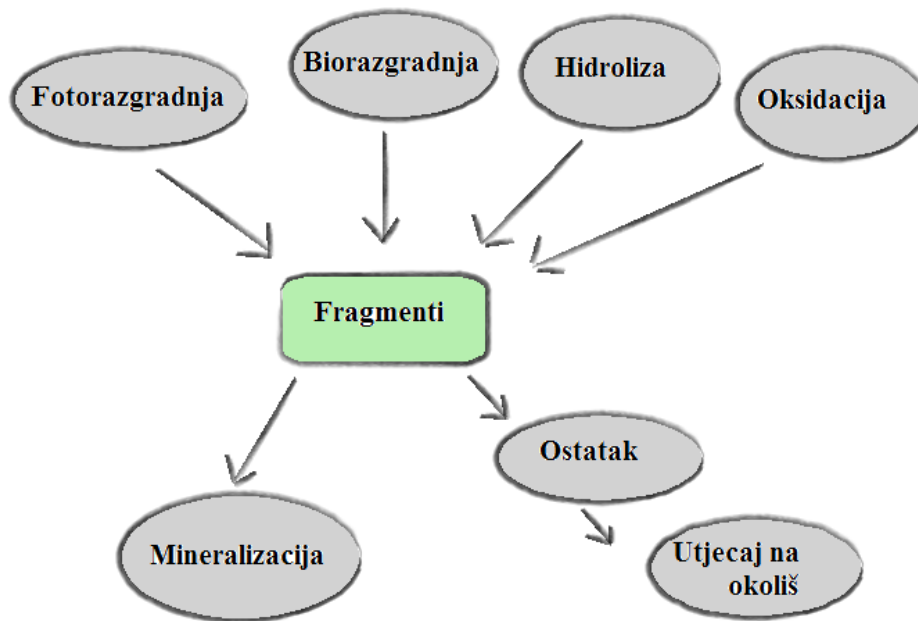 Fotorazgradnja
Biorazgradnja
Hidroliza
Oksidacija
Fragmenti
Ostatak
Mineralizacija
Utjecaj na
okoliš